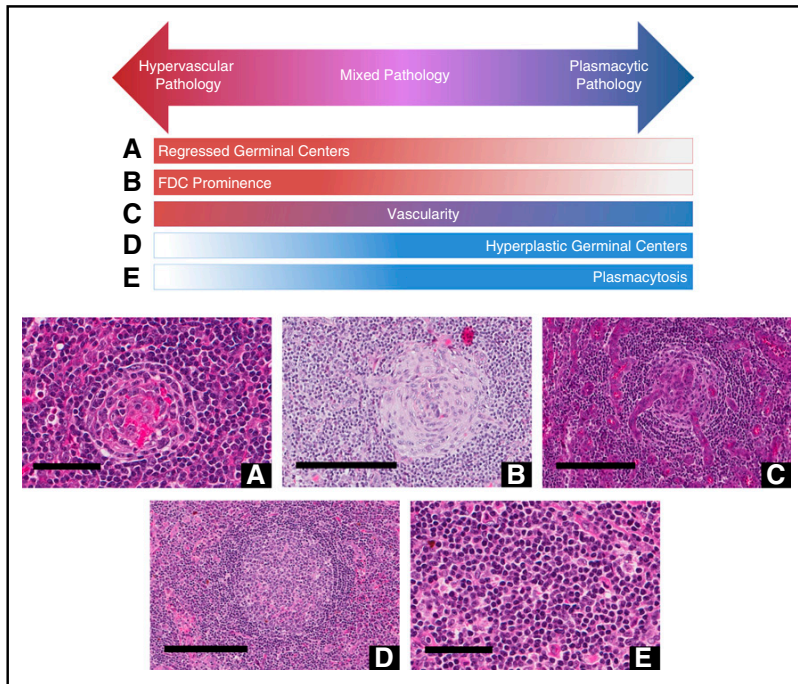 Hypervascular
Pathology
Mixed Pathology
Plasmacytic
Pathology
A
Regressed Germinal Centers
B
FDC Prominence
C
Vascularity
D
Hyperplastic Germinal Centers
E
Plasmacytosis
A
B
C
D
E